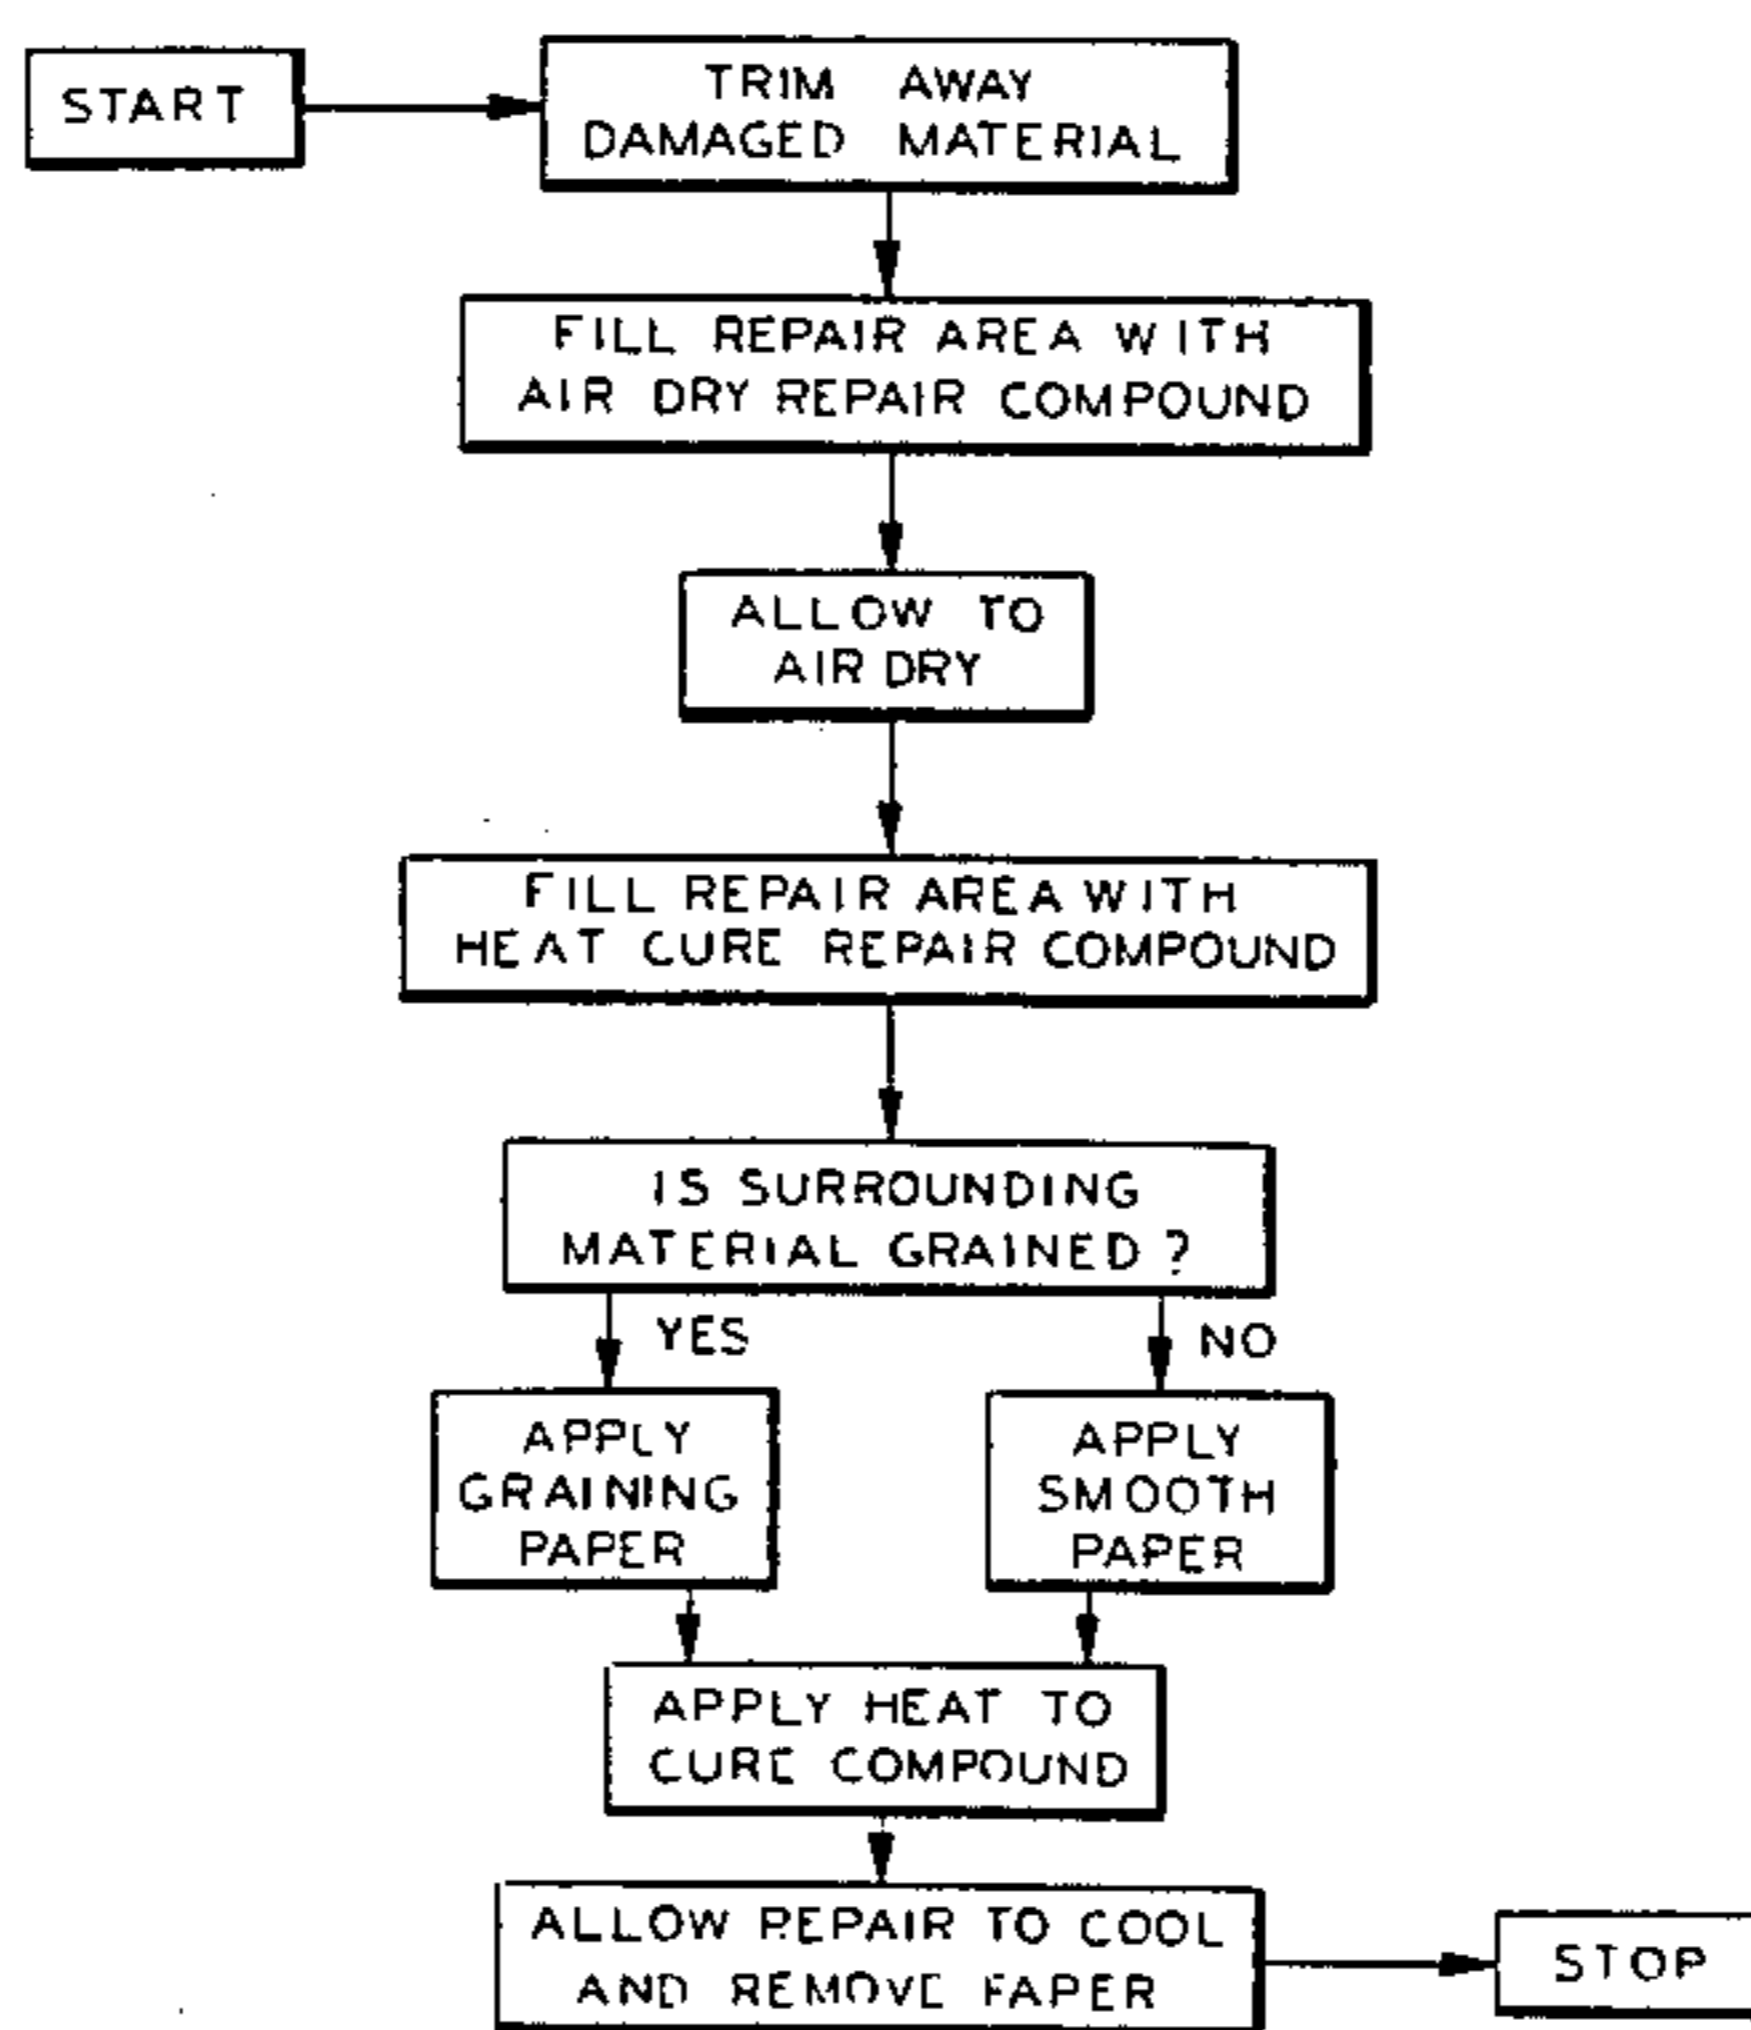 START
TRIM AWAY
DAMAGED MATERIAL
FILL REPAIR AREA WITH
AIR DRY REPAIR COMPOUND
ALLOW TO
AIR DRY
FILL REPAIR AREA WITH
HEAT CURE REPAIR COMPOUND
IS SURROUNDING
MATERIAL GRAINED ?
YES
NO
APPLY
GRAINING
PAPER
APPLY
SMOOTH
PAPER
APPLY HEAT TO
CURE COMPOUND
ALLOW REPAIR TO COOL
AND REMOVE PAPER
STOP